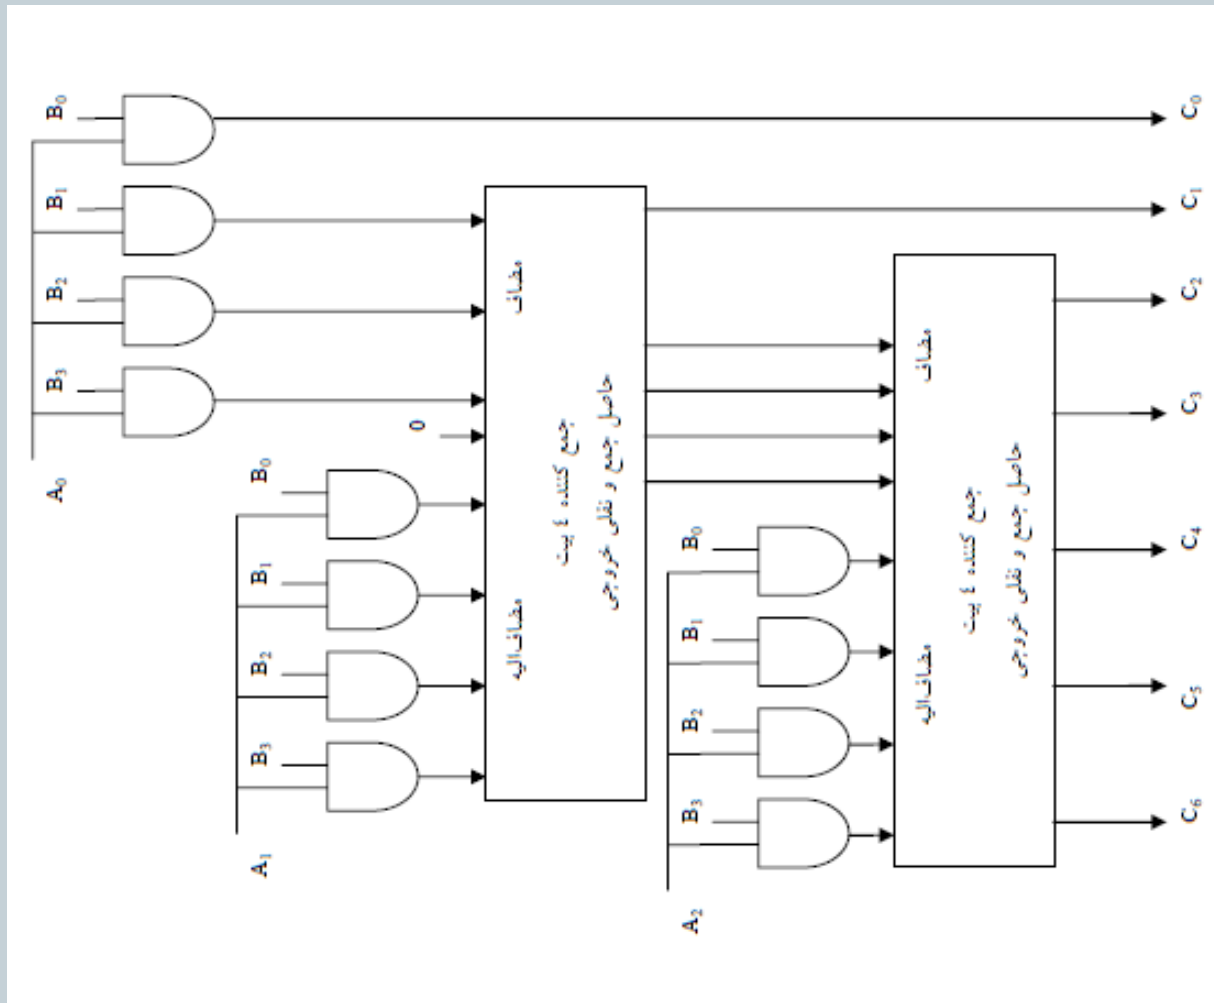 A₀ B₃ B₂ B₁ B₀
A₁ B₃ B₂ B₁ B₀
0
مضاف مضاف‌الیه
جمع کننده ٤ بیت
حاصل جمع و نقلی خروجی
A₂ B₃ B₂ B₁ B₀
مضاف مضاف‌الیه
جمع کننده ٤ بیت
حاصل جمع و نقلی خروجی
C₆ C₅ C₄ C₃ C₂ C₁ C₀